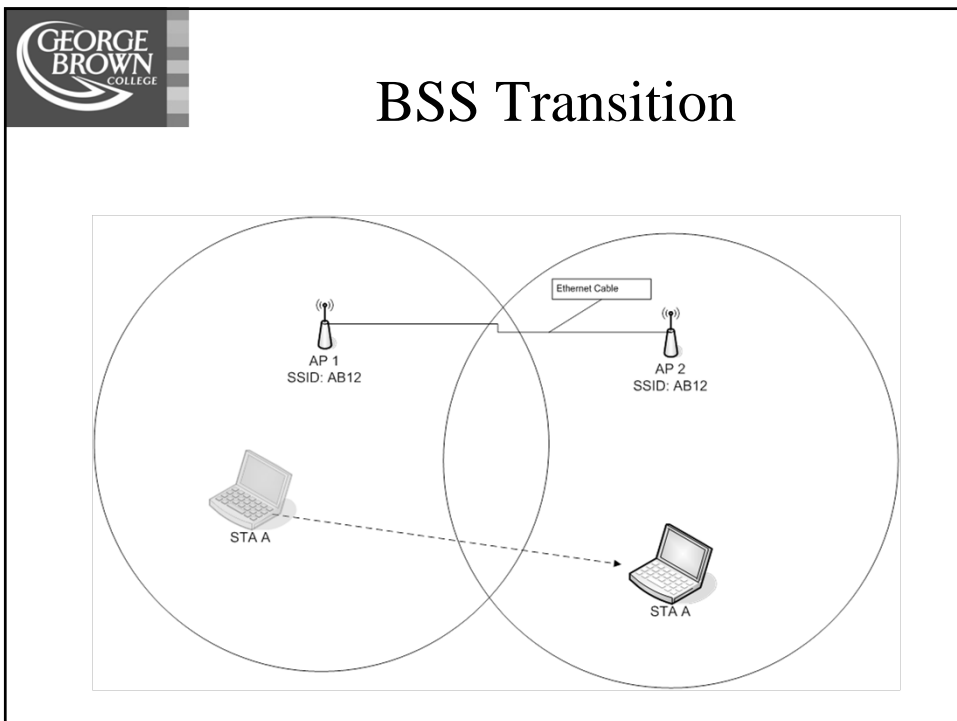 GEORGE
BROWN
COLLEGE
BSS Transition
Ethernet Cable
AP 1
SSID: AB12
AP 2
SSID: AB12
STA A
STA A